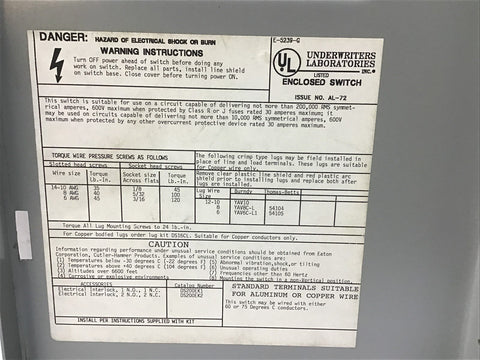 DANGER: HAZARD OF ELECTRICAL SHOCK OR BURN
WARNING INSTRUCTIONS
Turn OFF power ahead of switch before doing any
work on switch. Replace all parts, install line shield
on switch base. Close cover before turning power ON.
E-5239-G
UL
UNDERWRITERS
LABORATORIES
INC.®
LISTED
ENCLOSED SWITCH
ISSUE NO. AL-72
This switch is suitable for use on a circuit capable of delivering not more than 200,000 RMS symmet-
rical amperes, 600V maximum when protected by Class R or J fuses rated 30 amperes maximum; it
may be used on circuits capable of delivering not more than 10,000 RMS symmetrical amperes, 600V
maximum when protected by any other overcurrent protective device rated 30 amperes maximum.
TORQUE WIRE PRESSURE SCREWS AS FOLLOWS
Slotted head screws Socket head screws
Wire size Torque Lb.-In. Socket size Across flats Torque Lb.-In.
14-10 AWG 35 1/8 45
8 AWG 40 5/32 100
6 AWG 45 3/16 120
The following crimp type lugs may be field installed in
place of line and load terminals. These lugs are suitable
for Copper wire only.
Remove clear plastic line shield and red plastic arc
shield prior to installing lugs and replace both after
lugs are installed.
Lug Wire Size Burndy Thomas-Betts
12-10 YAV10
8 YAV8C-L 54104
6 YAV6C-L1 54105
Torque All Lug Mounting Screws to 24 lb.-in.
For Copper bodied lugs order lug kit DS16CL. Suitable for Copper conductors only.
CAUTION
Information regarding performance under unusual service conditions should be obtained from Eaton
Corporation, Cutler-Hammer Products. Examples of unusual service conditions are:
(1) Temperatures below -30 degrees C (-22 degrees F)
(2) Temperatures above +40 degrees C (104 degrees F)
(3) Altitudes over 6600 feet
(4) Corrosive or explosive environments
(5) Abnormal vibration, shock, or tilting
(6) Unusual operating duties
(7) Frequencies other than 60 Hertz
(8) Mounting the switch in a non-Vertical position.
ACCESSORIES Catalog Number
Electrical Interlock, 1 N.O., 1 N.C. DS200EK1
Electrical Interlock, 2 N.O., 2 N.C. DS200EK2
INSTALL PER INSTRUCTIONS SUPPLIED WITH KIT
STANDARD TERMINALS SUITABLE
FOR ALUMINUM OR COPPER WIRE
This switch may be wired with either
60 or 75 Degrees C conductors.